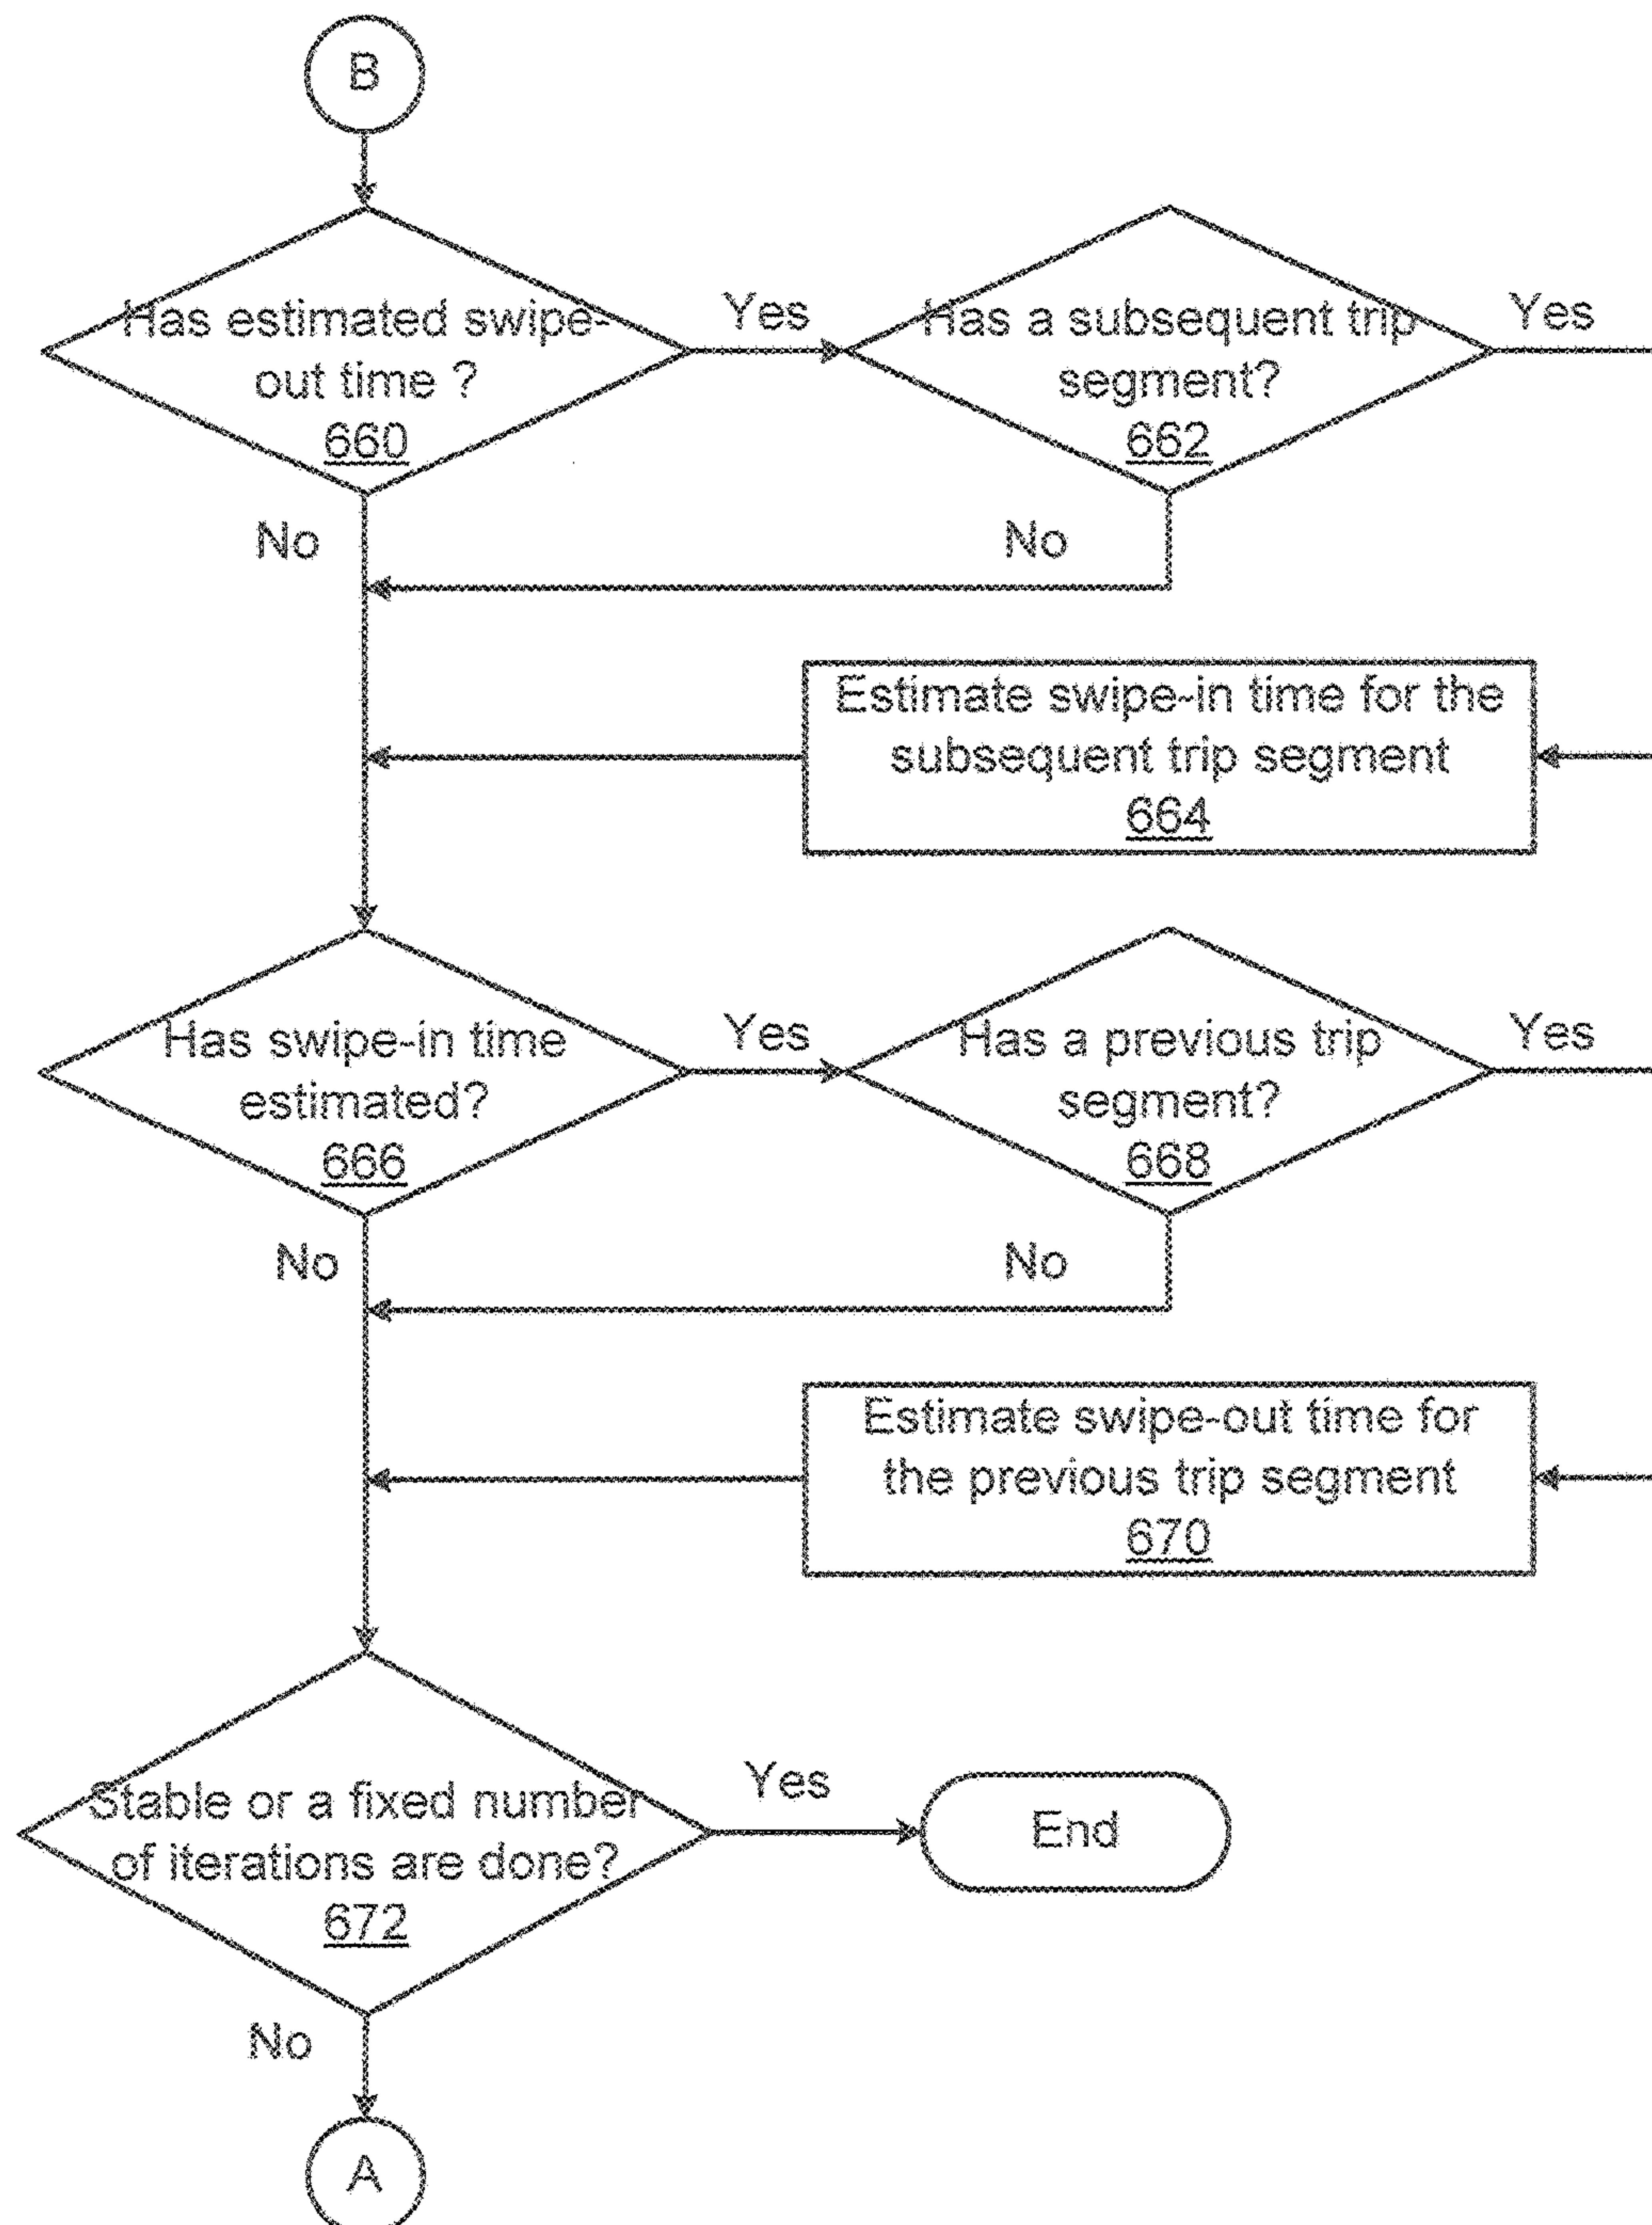 B
Has estimated swipe-
out time ?
660
Yes
Has a subsequent trip
segment?
662
Yes
No
No
Estimate swipe-in time for the
subsequent trip segment
664
Has swipe-in time
estimated?
666
Yes
Has a previous trip
segment?
668
Yes
No
No
Estimate swipe-out time for
the previous trip segment
670
Stable or a fixed number
of iterations are done?
672
Yes
End
No
A